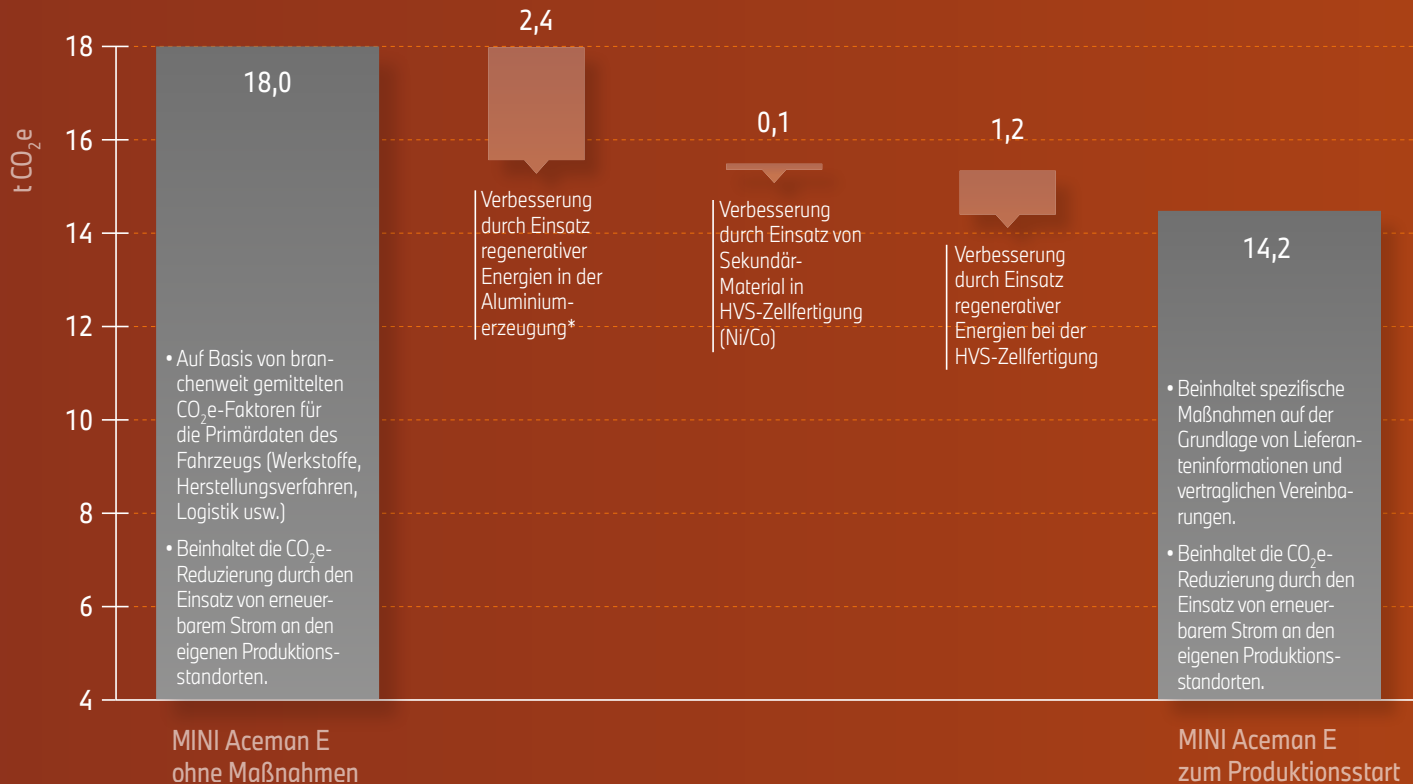 2,4
18
18,0
16
0,1
1,2
t CO₂e
Verbesserung
durch Einsatz
regenerativer
Energien in der
Aluminium-
erzeugung*
Verbesserung
durch Einsatz von
Sekundär-
Material in
HVS-Zellfertigung
(Ni/Co)
Verbesserung
durch Einsatz
regenerativer
Energien bei der
HVS-Zellfertigung
14
14,2
12
10
8
6
4
• Auf Basis von bran-
chenweit gemittelten
CO₂e-Faktoren für
die Primärdaten des
Fahrzeugs (Werkstoffe,
Herstellungsverfahren,
Logistik usw.)
• Beinhaltet die CO₂e-
Reduzierung durch den
Einsatz von erneuer-
barem Strom an den
eigenen Produktions-
standorten.
• Beinhaltet spezifische
Maßnahmen auf der
Grundlage von Lieferan-
teninformationen und
vertraglichen Vereinba-
rungen.
• Beinhaltet die CO₂e-
Reduzierung durch den
Einsatz von erneuer-
barem Strom an den
eigenen Produktions-
standorten.
MINI Aceman E
ohne Maßnahmen
MINI Aceman E
zum Produktionsstart